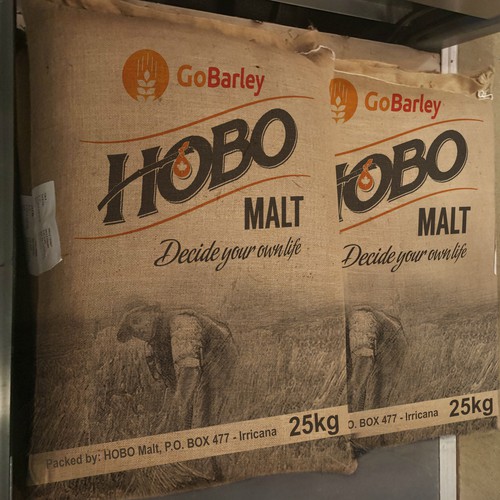 GoBarley
HOBO
MALT
Decide your own life
Packed by: HOBO Malt, P.O. BOX 477 - Irricana 25kg
GoBarley
HOBO
MALT
Decide your own life
O. BOX 477 - Irricana 25kg